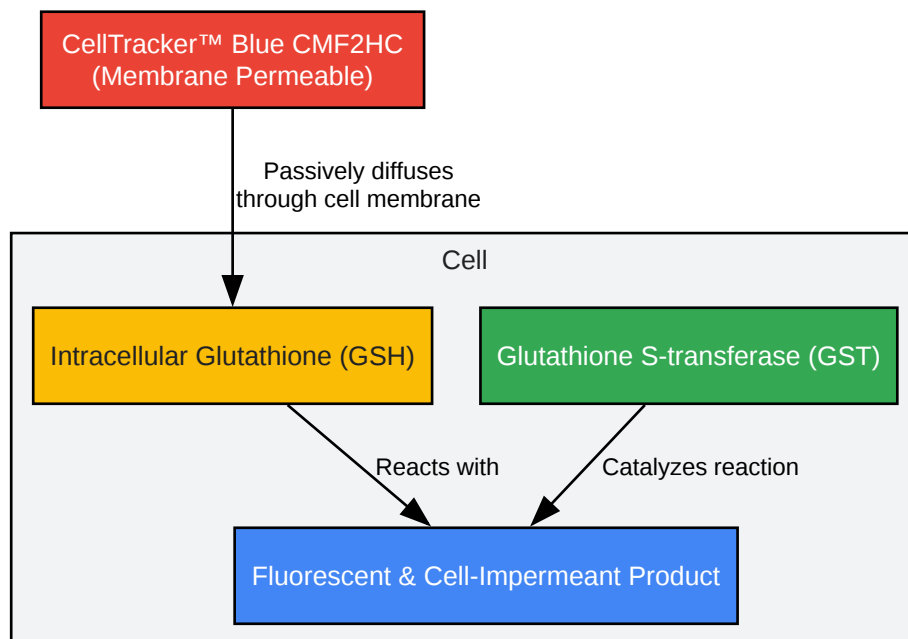 CellTracker™ Blue CMF2HC
(Membrane Permeable)
Passively diffuses
through cell membrane
Cell
Intracellular Glutathione (GSH)
Glutathione S-transferase (GST)
Reacts with
Catalyzes reaction
Fluorescent & Cell-Impermeant Product